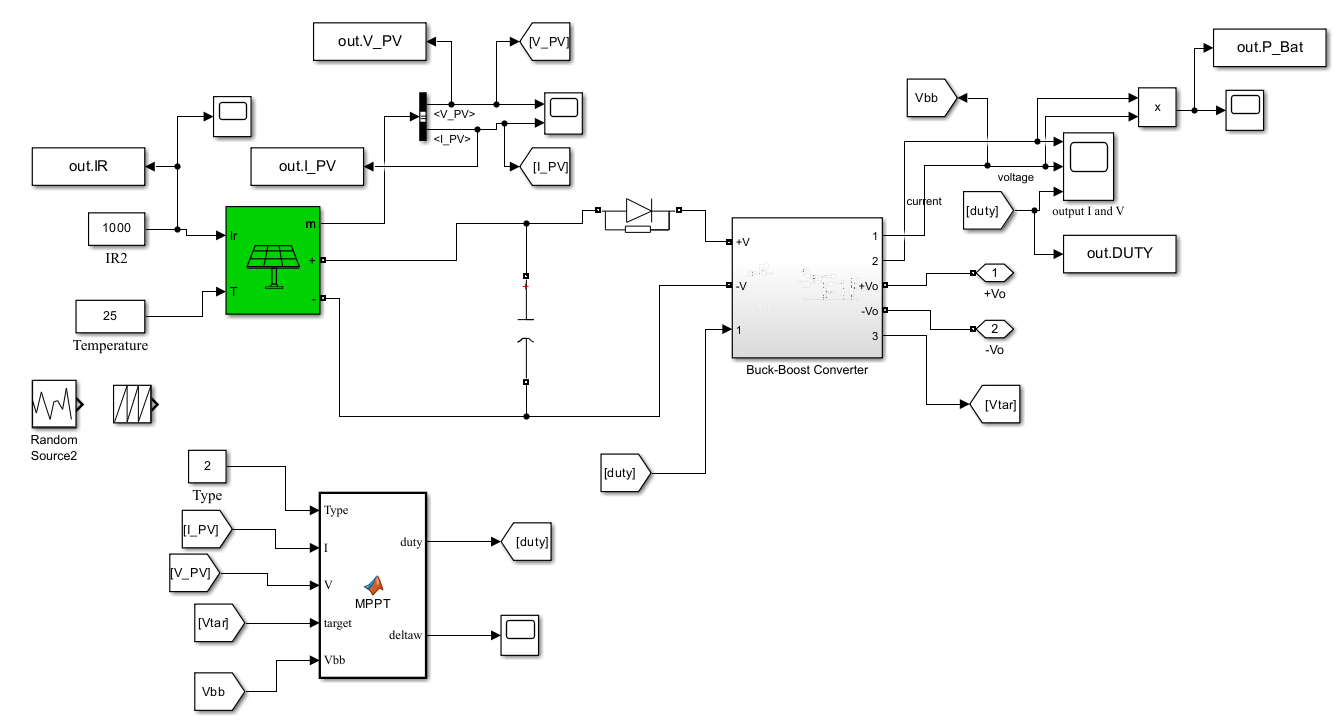 out.V_PV
[V_PV]
out.P_Bat
<V_PV>
<I_PV>
Vbb
x
out.IR
out.I_PV
[I_PV]
voltage
current
[duty]
output I and V
1000
IR2
Ir
m
+
T
-
25
Temperature
+
+V
-V
1
1
2
+Vo
-Vo
3
Buck-Boost Converter
out.DUTY
1
+Vo
2
-Vo
[Vtar]
Random
Source2
[duty]
2
Type
[I_PV]
[V_PV]
[Vtar]
Vbb
Type
I
V
target
Vbb
MPPT
duty
deltaw
[duty]